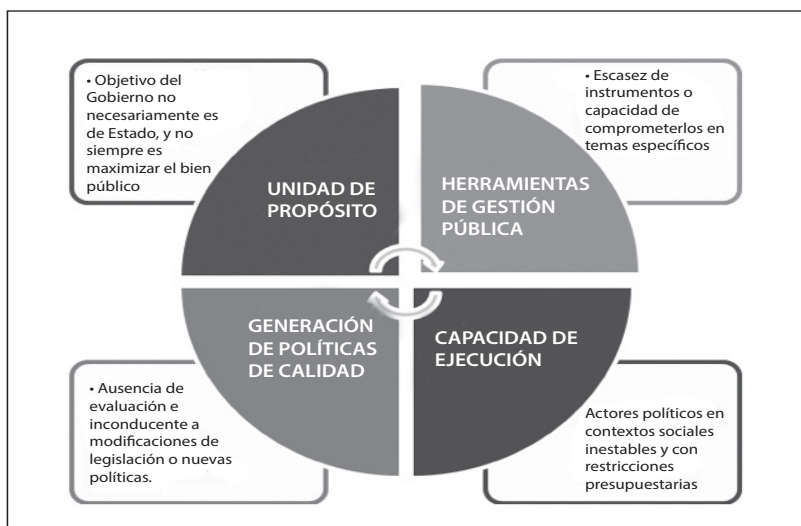 • Objetivo del
Gobierno no
necesariamente es
de Estado, y no
siempre es
maximizar el bien
público
UNIDAD DE
PROPÓSITO
• Escasez de
instrumentos o
capacidad de
comprometerlos en
temas específicos
HERRAMIENTAS
DE GESTIÓN
PÚBLICA
GENERACIÓN
DE POLÍTICAS
DE CALIDAD
• Ausencia de
evaluación e
inconducente a
modificaciones de
legislación o nuevas
políticas.
CAPACIDAD DE
EJECUCIÓN
Actores políticos en
contextos sociales
inestables y con
restricciones
presupuestarias